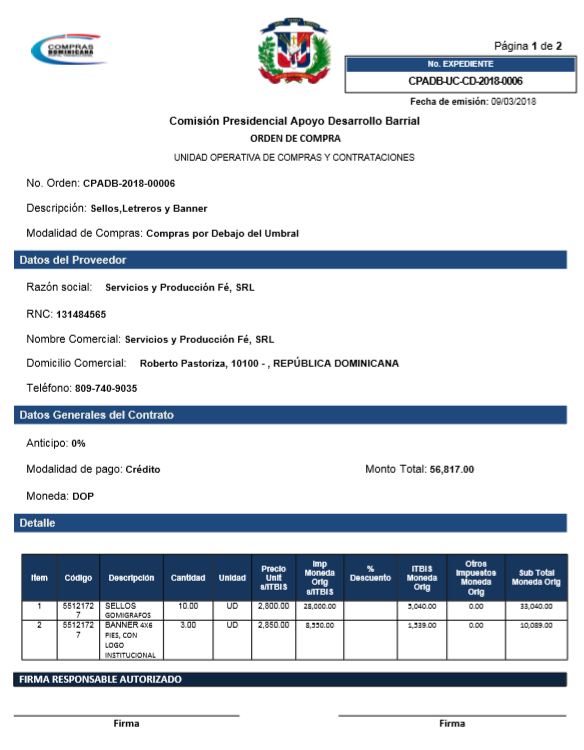 COMPRAS
DOMINICANA
Página 1 de 2
No. EXPEDIENTE
CPADB-UC-CD-2018-0006
Fecha de emisión: 09/03/2018
Comisión Presidencial Apoyo Desarrollo Barrial
ORDEN DE COMPRA
UNIDAD OPERATIVA DE COMPRAS Y CONTRATACIONES
No. Orden: CPADB-2018-00006
Descripción: Sellos,Letreros y Banner
Modalidad de Compras: Compras por Debajo del Umbral
Datos del Proveedor
Razón social: Servicios y Producción Fé, SRL
RNC: 131484565
Nombre Comercial: Servicios y Producción Fé, SRL
Domicilio Comercial: Roberto Pastoriza, 10100 - , REPÚBLICA DOMINICANA
Teléfono: 809-740-9035
Datos Generales del Contrato
Anticipo: 0%
Modalidad de pago: Crédito Monto Total: 56,817.00
Moneda: DOP
Detalle
Item Código Descripción Cantidad Unidad Precio Unit s/ITBIS Imp Moneda Orig s/ITBIS % Descuento ITBIS Moneda Orig Otros Impuestos Moneda Orig Sub Total Moneda Orig
1 55121727 SELLOS GOMIGRAFOS 10.00 UD 2,800.00 28,000.00 5,040.00 0.00 33,040.00
2 55121727 BANNER 4X6 PIES, CON LOGO INSTITUCIONAL 3.00 UD 2,850.00 8,550.00 1,539.00 0.00 10,089.00
FIRMA RESPONSABLE AUTORIZADO
Firma Firma